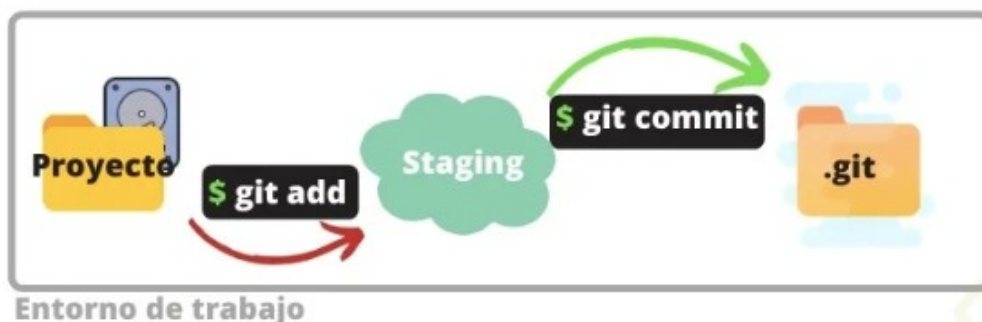 Proyecto
$ git add
Staging
$ git commit
.git
Entorno de trabajo